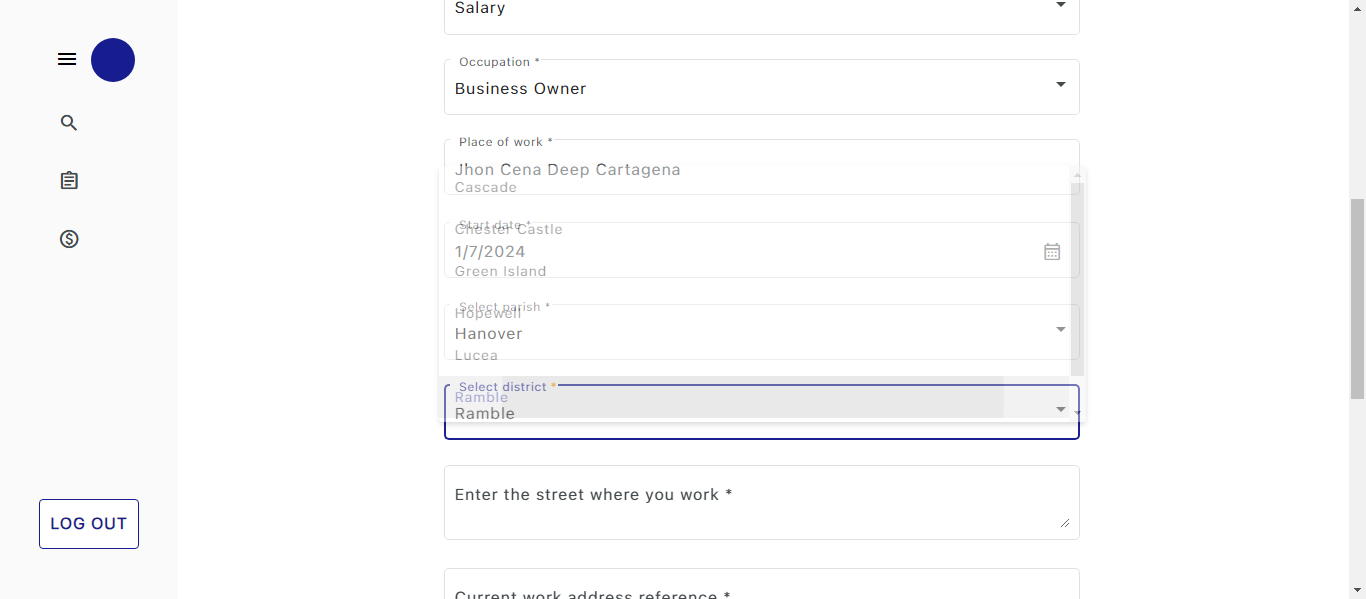 Salary
Occupation *
Business Owner
Place of work *
Jhon Cena Deep Cartagena
Cascade
Start date *
Chester Castle
1/7/2024
Green Island
Select parish *
Hopewell
Hanover
Lucea
Select district *
Ramble
Ramble
Enter the street where you work *
Current work address reference *
LOG OUT